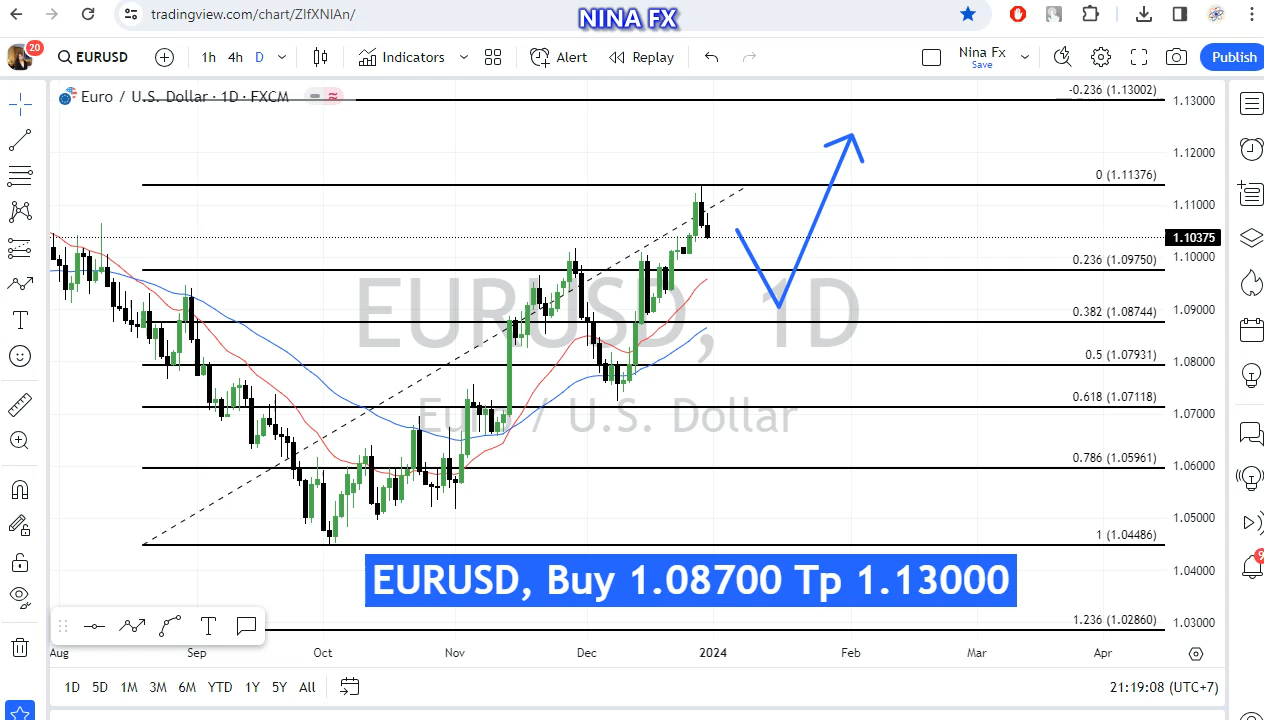 tradingview.com/chart/ZIfXNIAn/
NINA FX
20
EURUSD
1h 4h D
Indicators
Alert
Replay
Nina Fx
Save
Publish
Euro / U.S. Dollar · 1D · FXCM
-0.236 (1.13002)
1.13000
1.12000
0 (1.11376)
1.11000
1.10375
1.10000
0.236 (1.09750)
1.09000
0.382 (1.08744)
EURUSD, 1D
0.5 (1.07931)
1.08000
0.618 (1.07118)
1.07000
Euro / U.S. Dollar
0.786 (1.05961)
1.06000
1.05000
1 (1.04486)
1.04000
EURUSD, Buy 1.08700 Tp 1.13000
1.236 (1.02860)
1.03000
Aug Sep Oct Nov Dec 2024 Feb Mar Apr
1D 5D 1M 3M 6M YTD 1Y 5Y All
21:19:08 (UTC+7)